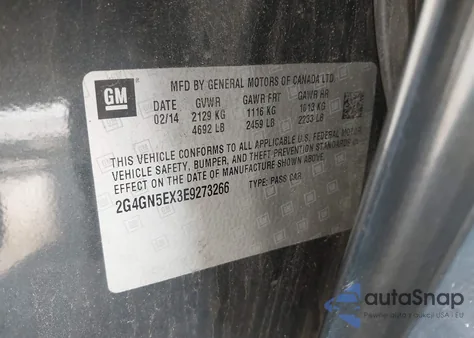 MFD BY GENERAL MOTORS OF CANADA LTD
GM
DATE GVWR GAWR FRT GAWR RR
02/14 2129 KG 1116 KG 1013 KG
4692 LB 2459 LB 2233 LB
THIS VEHICLE CONFORMS TO ALL APPLICABLE U.S. FEDERAL MOTOR
VEHICLE SAFETY, BUMPER, AND THEFT PREVENTION STANDARDS IN
EFFECT ON THE DATE OF MANUFACTURE SHOWN ABOVE.
2G4GN5EX3E9273266 TYPE: PASS CAR
autoSnap